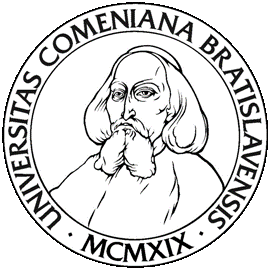 UNIVERSITAS COMENIANA BRATISLAVENSIS
· MCMXIX ·